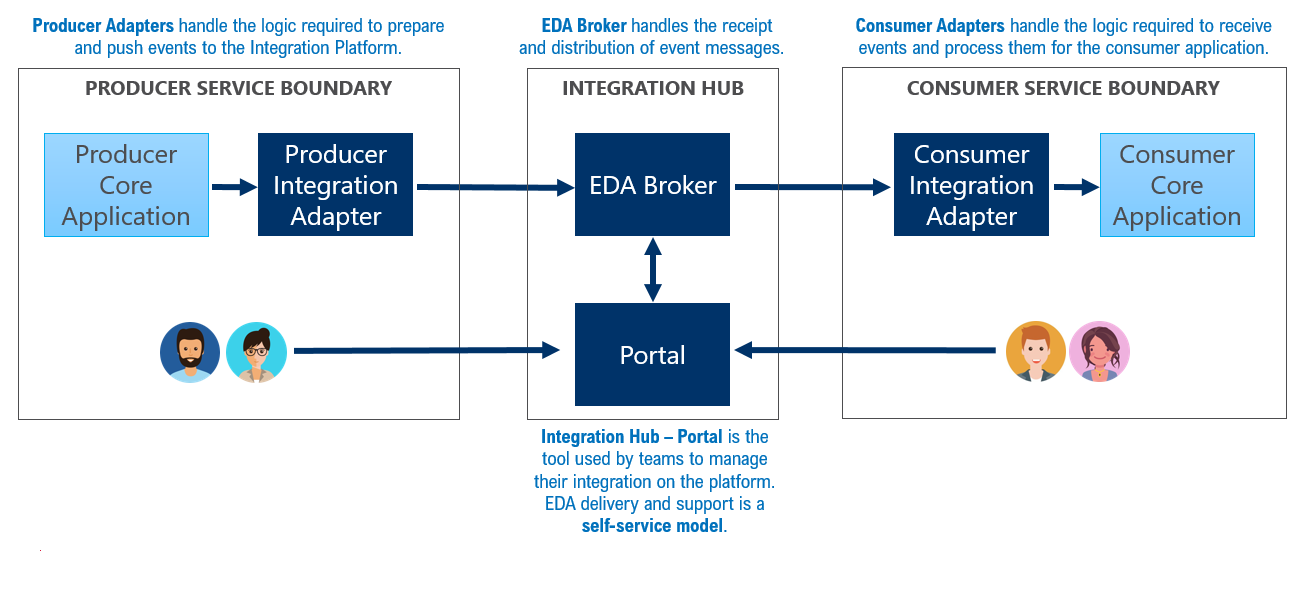 Producer Adapters handle the logic required to prepare
and push events to the Integration Platform.
EDA Broker handles the receipt
and distribution of event messages.
Consumer Adapters handle the logic required to receive
events and process them for the consumer application.
PRODUCER SERVICE BOUNDARY
INTEGRATION HUB
CONSUMER SERVICE BOUNDARY
Producer
Core
Application
Producer
Integration
Adapter
EDA Broker
Consumer
Integration
Adapter
Consumer
Core
Application
Portal
Integration Hub – Portal is the
tool used by teams to manage
their integration on the platform.
EDA delivery and support is a
self-service model.